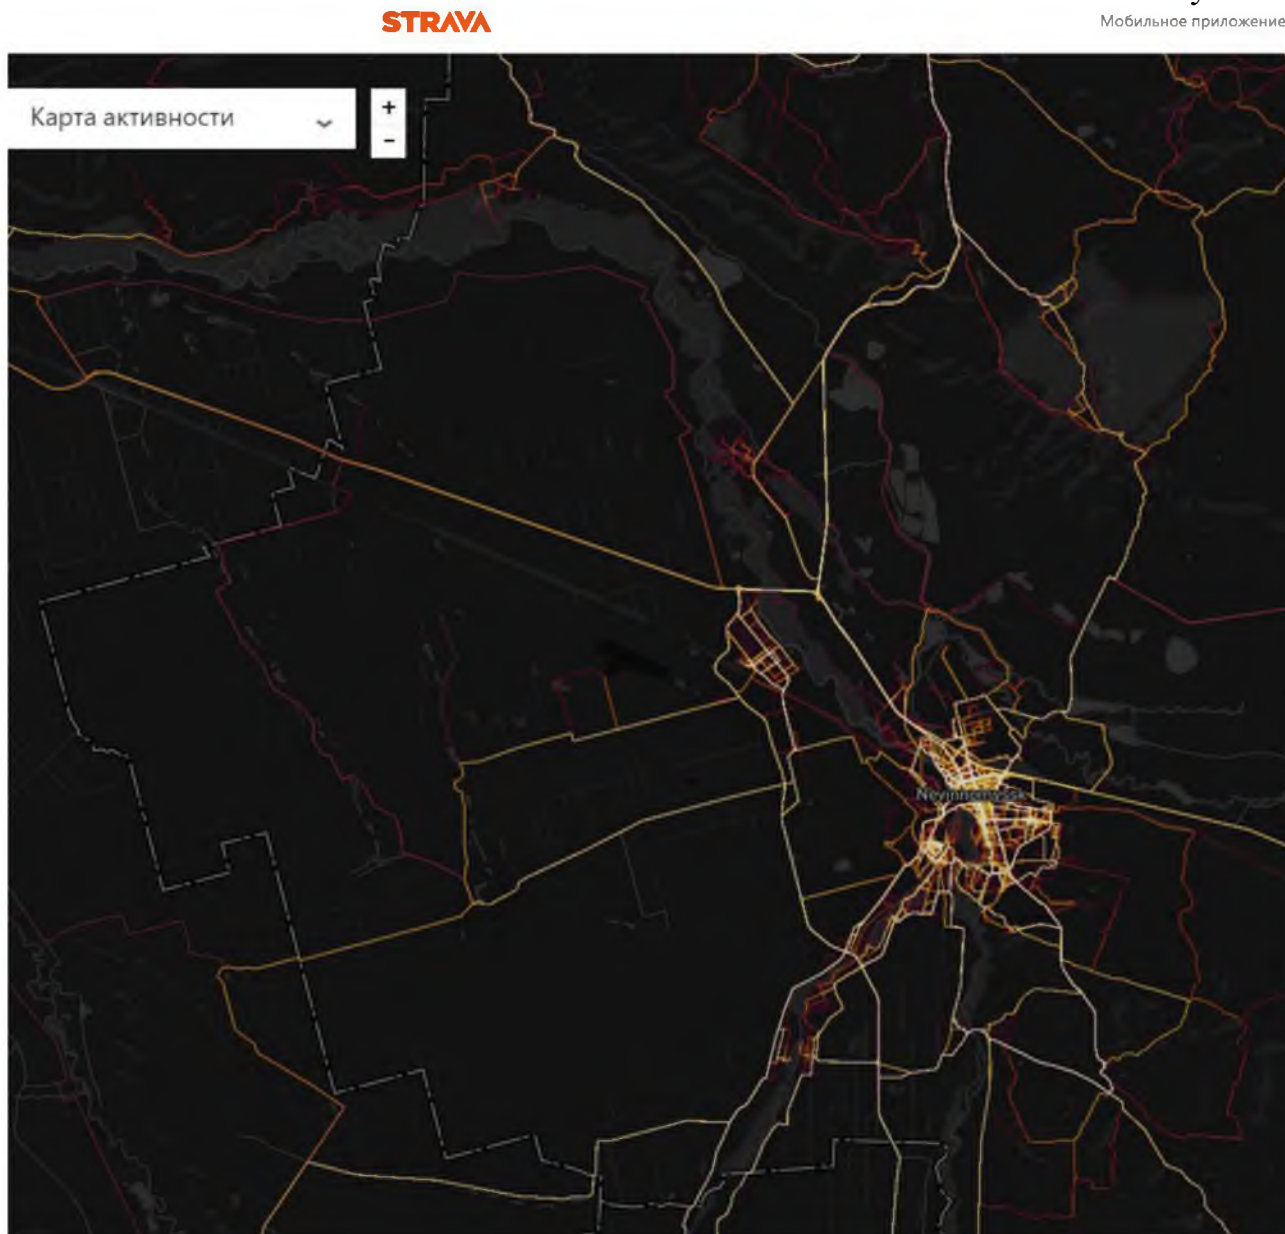 STRAVA
Мобильное приложение
Карта активности
+
-
Nevinnomyssk